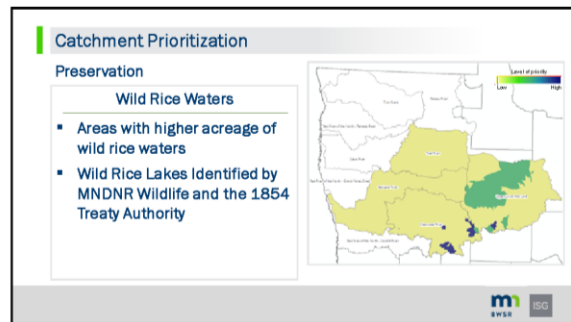 Catchment Prioritization
Preservation
Wild Rice Waters
Areas with higher acreage of
wild rice waters
Wild Rice Lakes Identified by
MNDNR Wildlife and the 1854
Treaty Authority
Level of priority
Low
High
BWSR
ISG